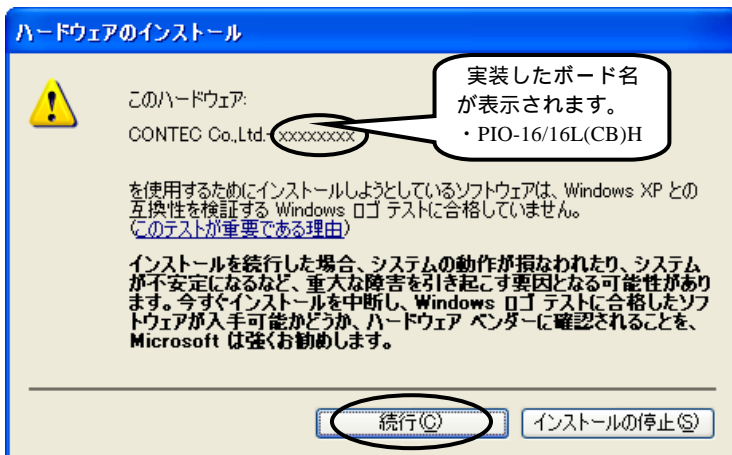 ハードウェアのインストール
実装したボード名
が表示されます。
・PIO-16/16L(CB)H
このハードウェア:
CONTEC Co.,Ltd.- xxxxxxxx
を使用するためにインストールしようとしているソフトウェアは、Windows XP との
互換性を検証する Windows ロゴ テストに合格していません。
(このテストが重要である理由)
インストールを続行した場合、システムの動作が損なわれたり、システム
が不安定になるなど、重大な障害を引き起こす要因となる可能性があり
ます。今すぐインストールを中断し、Windows ロゴ テストに合格したソフ
トウェアが入手可能かどうか、ハードウェア ベンダーに確認されることを、
Microsoft は強くお勧めします。
続行(C)
インストールの停止(S)